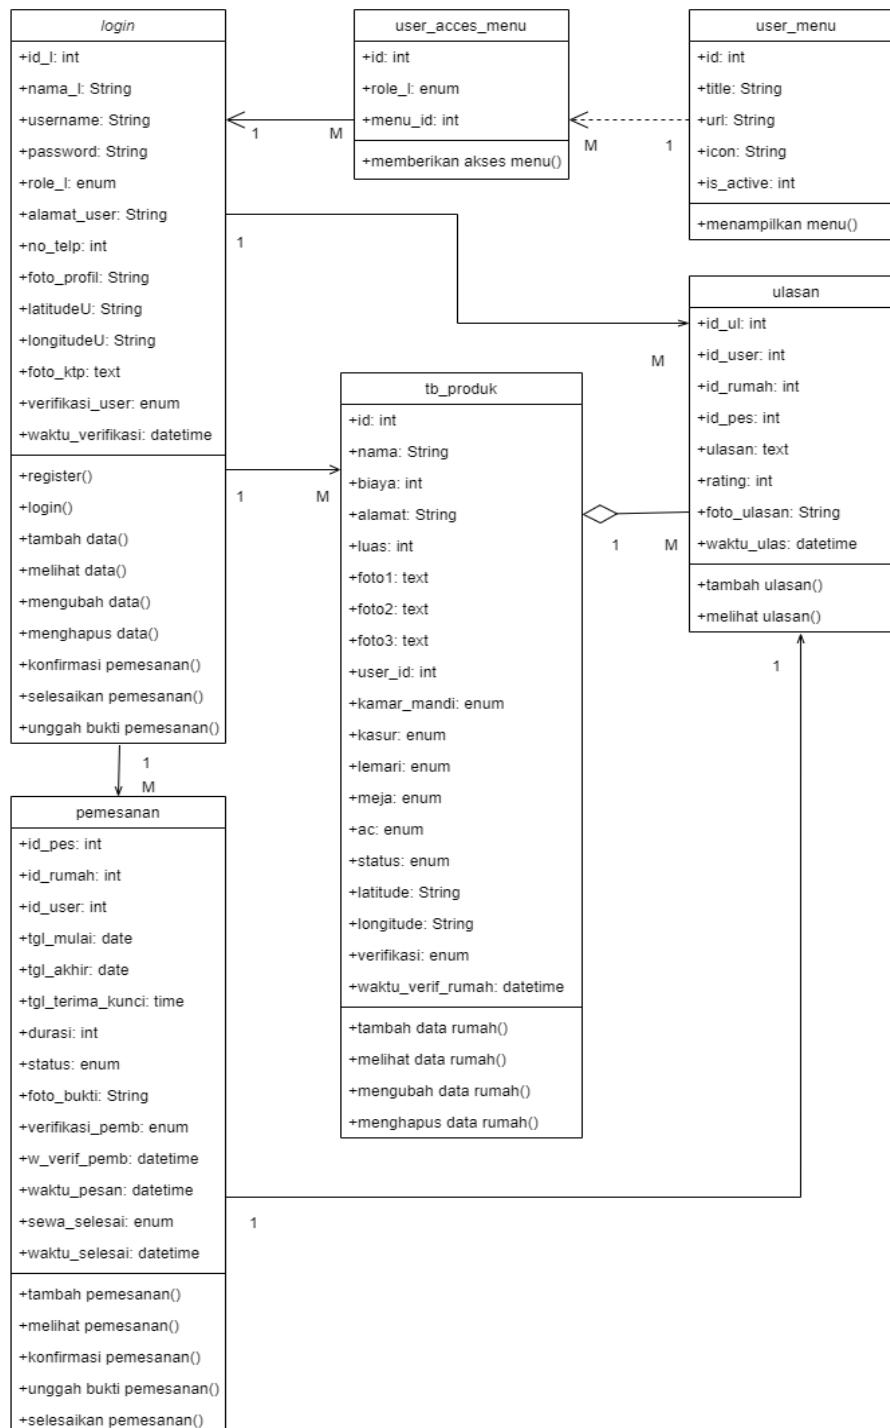 login
+id_l: int
+nama_l: String
+username: String
+password: String
+role_l: enum
+alamat_user: String
+no_telp: int
+foto_profil: String
+latitudeU: String
+longitudeU: String
+foto_ktp: text
+verifikasi_user: enum
+waktu_verifikasi: datetime
+register()
+login()
+tambah data()
+melihat data()
+mengubah data()
+menghapus data()
+konfirmasi pemesanan()
+selesaikan pemesanan()
+unggah bukti pemesanan()
user_acces_menu
+id: int
+role_l: enum
+menu_id: int
+memberikan akses menu()
user_menu
+id: int
+title: String
+url: String
+icon: String
+is_active: int
+menampilkan menu()
1
M
M
1
1
M
ulasan
+id_ul: int
+id_user: int
+id_rumah: int
+id_pes: int
+ulasan: text
+rating: int
+foto_ulasan: String
+waktu_ulas: datetime
+tambah ulasan()
+melihat ulasan()
tb_produk
+id: int
+nama: String
+biaya: int
+alamat: String
+luas: int
+foto1: text
+foto2: text
+foto3: text
+user_id: int
+kamar_mandi: enum
+kasur: enum
+lemari: enum
+meja: enum
+ac: enum
+status: enum
+latitude: String
+longitude: String
+verifikasi: enum
+waktu_verif_rumah: datetime
+tambah data rumah()
+melihat data rumah()
+mengubah data rumah()
+menghapus data rumah()
1
M
1
M
1
1
M
pemesanan
+id_pes: int
+id_rumah: int
+id_user: int
+tgl_mulai: date
+tgl_akhir: date
+tgl_terima_kunci: time
+durasi: int
+status: enum
+foto_bukti: String
+verifikasi_pemb: enum
+w_verif_pemb: datetime
+waktu_pesan: datetime
+sewa_selesai: enum
+waktu_selesai: datetime
+tambah pemesanan()
+melihat pemesanan()
+konfirmasi pemesanan()
+unggah bukti pemesanan()
+selesaikan pemesanan()
1